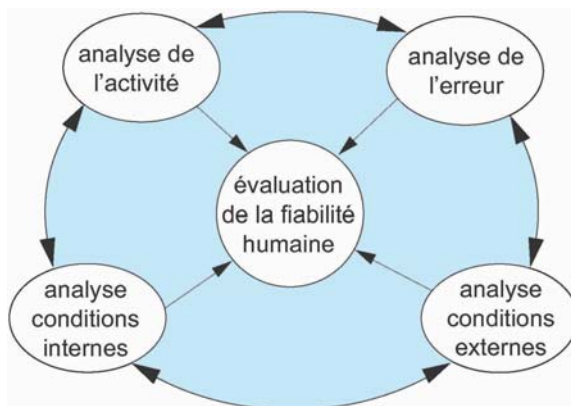 analyse de
l'activité
analyse de
l'erreur
évaluation
de la fiabilité
humaine
analyse
conditions
internes
analyse
conditions
externes